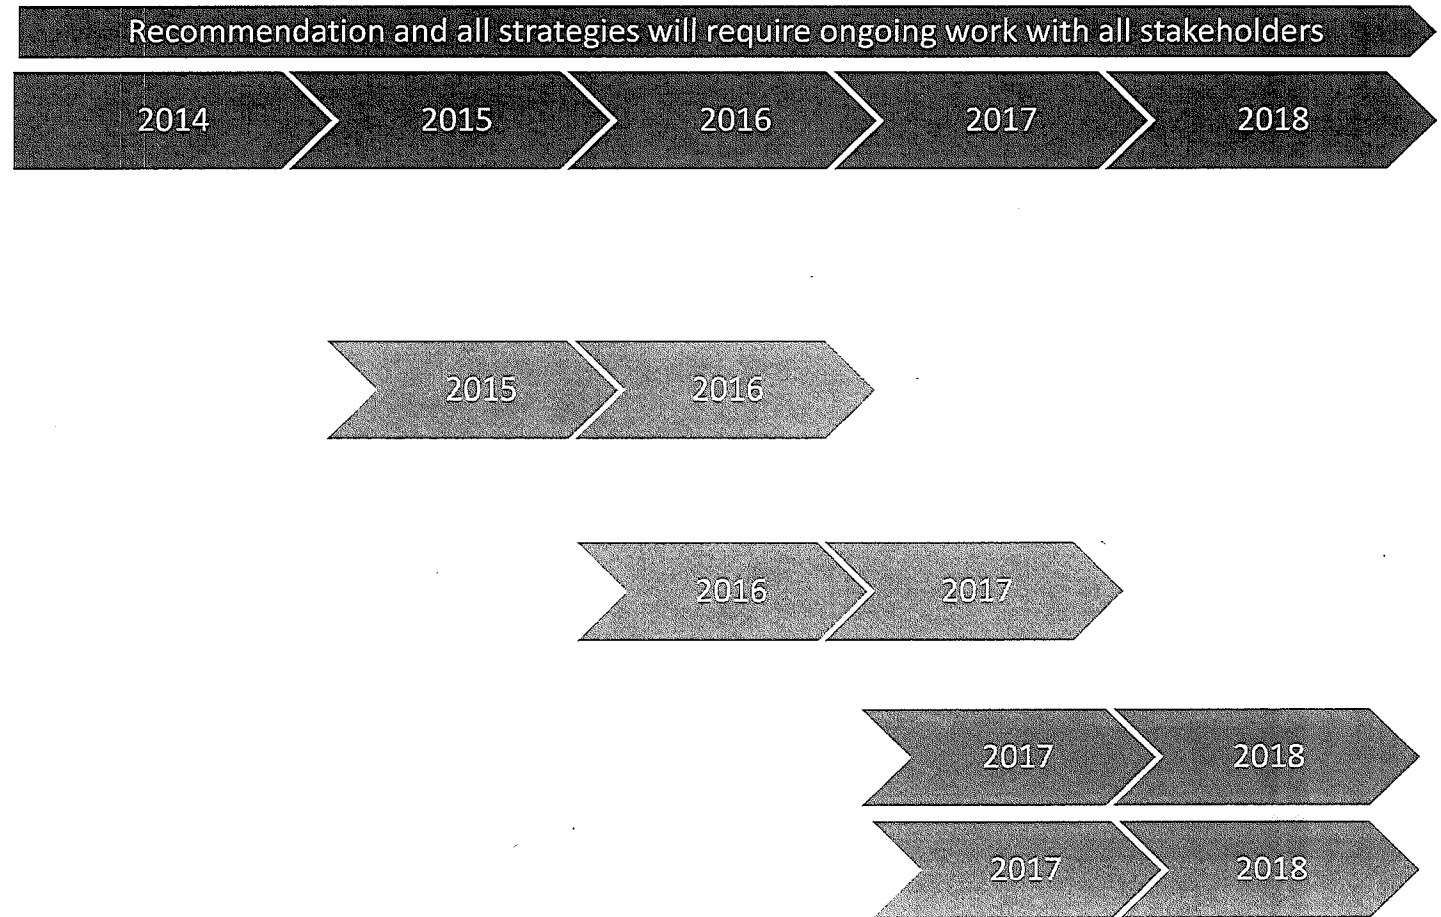 Recommendation and all strategies will require ongoing work with all stakeholders
2014 2015 2016 2017 2018
2015 2016
2016 2017
2017 2018
2017 2018